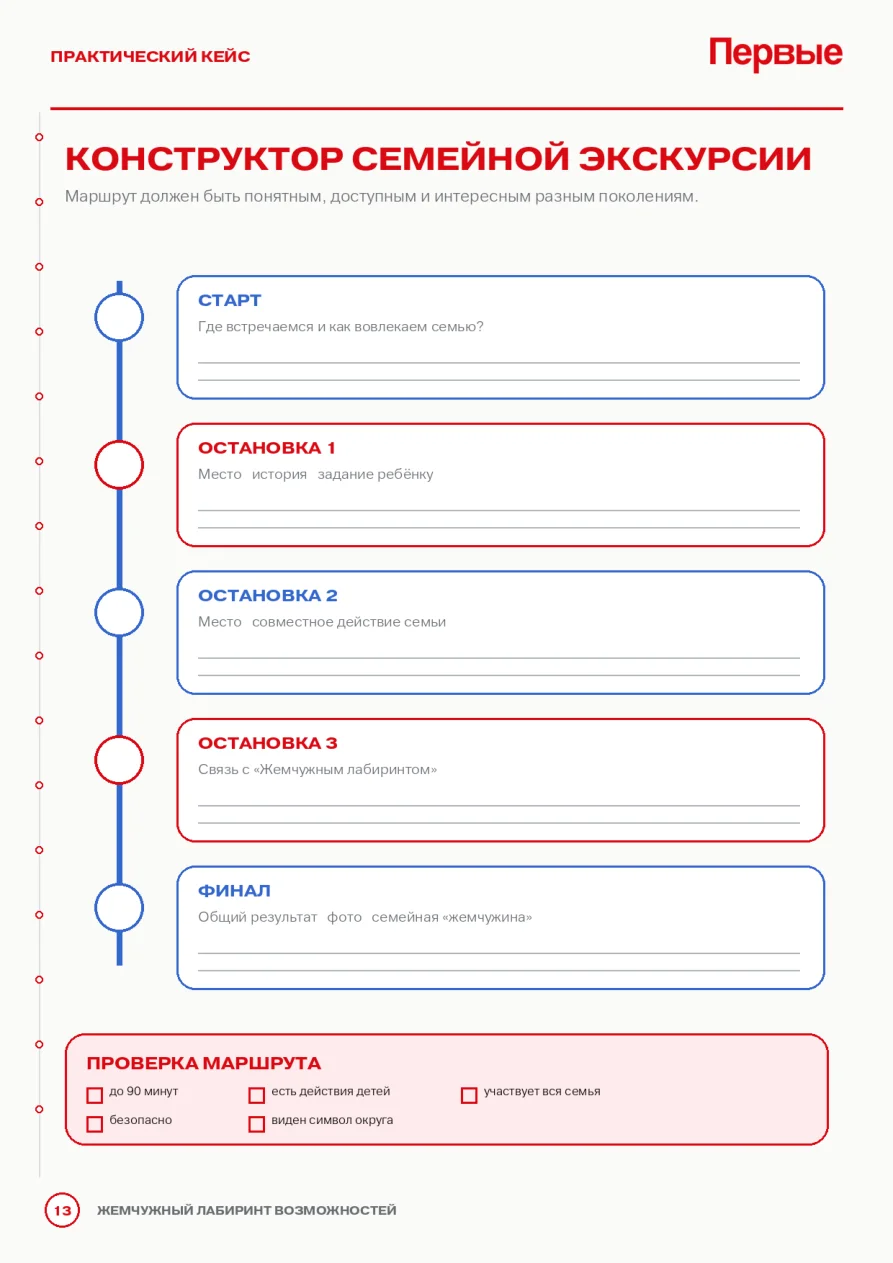 ПРАКТИЧЕСКИЙ КЕЙС
Первые
КОНСТРУКТОР СЕМЕЙНОЙ ЭКСКУРСИИ
Маршрут должен быть понятным, доступным и интересным разным поколениям.
СТАРТ
Где встречаемся и как вовлекаем семью?
ОСТАНОВКА 1
Место история задание ребёнку
ОСТАНОВКА 2
Место совместное действие семьи
ОСТАНОВКА 3
Связь с «Жемчужным лабиринтом»
ФИНАЛ
Общий результат фото семейная «жемчужина»
ПРОВЕРКА МАРШРУТА
до 90 минут есть действия детей участвует вся семья
безопасно виден символ округа
13 ЖЕМЧУЖНЫЙ ЛАБИРИНТ ВОЗМОЖНОСТЕЙ